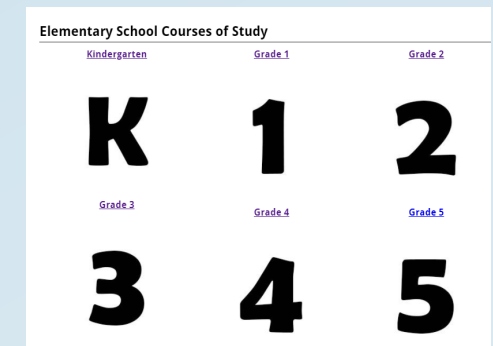 Elementary School Courses of Study
Kindergarten Grade 1 Grade 2
K 1 2
Grade 3 Grade 4 Grade 5
3 4 5